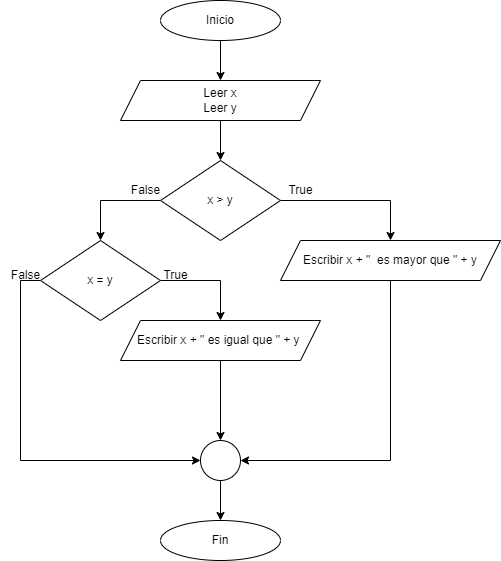 Inicio
Leer x
Leer y
False
x > y
True
False
x = y
True
Escribir x + "  es mayor que " + y
Escribir x + " es igual que " + y
Fin